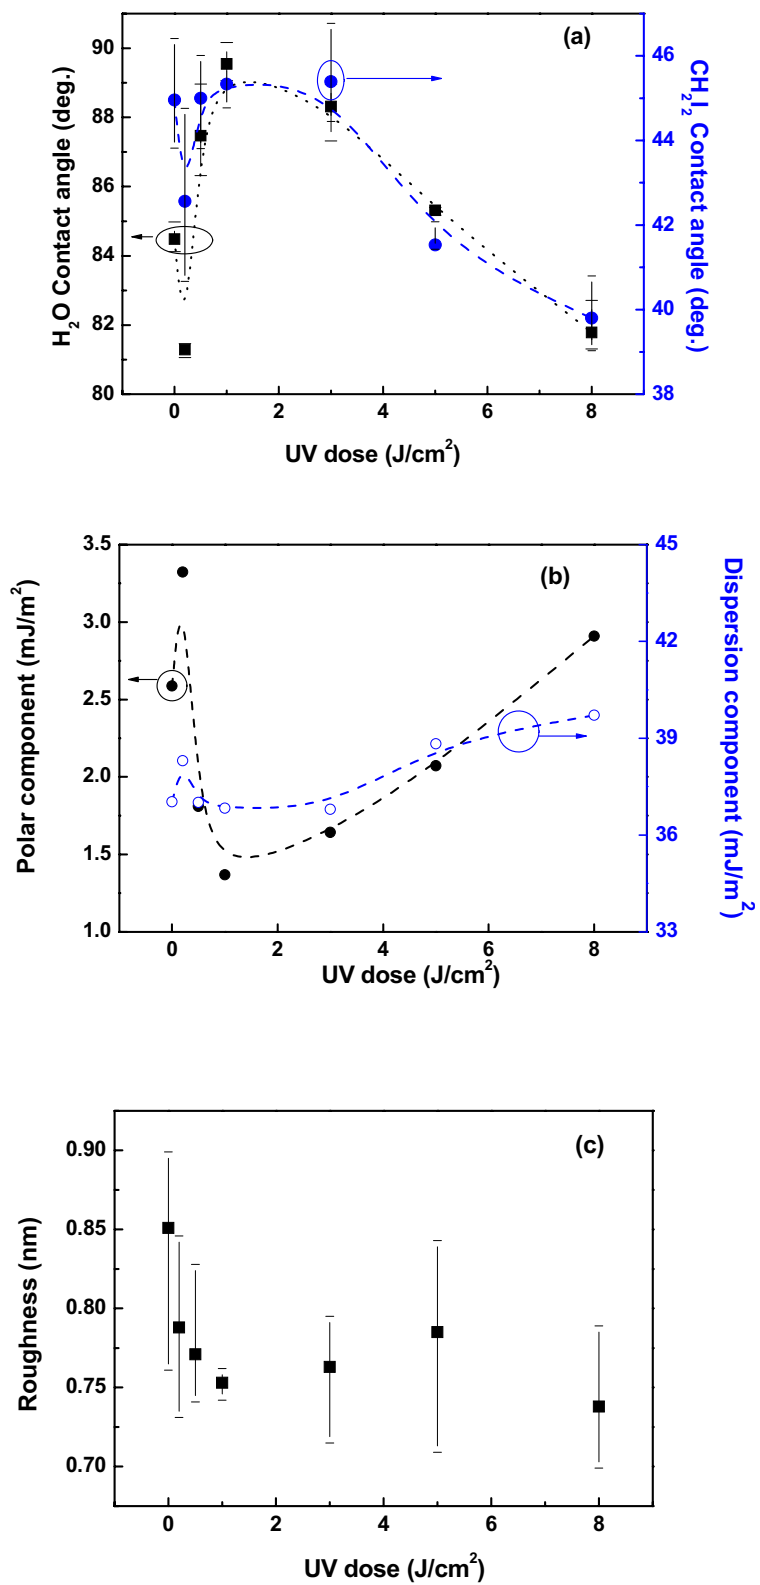 (a)
90
88
86
84
82
80
H₂O Contact angle (deg.)
46
44
42
40
38
CH₂I₂ Contact angle (deg.)
0 2 4 6 8
UV dose (J/cm²)
(b)
3.5
3.0
2.5
2.0
1.5
1.0
Polar component (mJ/m²)
45
42
39
36
33
Dispersion component (mJ/m²)
0 2 4 6 8
UV dose (J/cm²)
(c)
0.90
0.85
0.80
0.75
0.70
Roughness (nm)
0 2 4 6 8
UV dose (J/cm²)